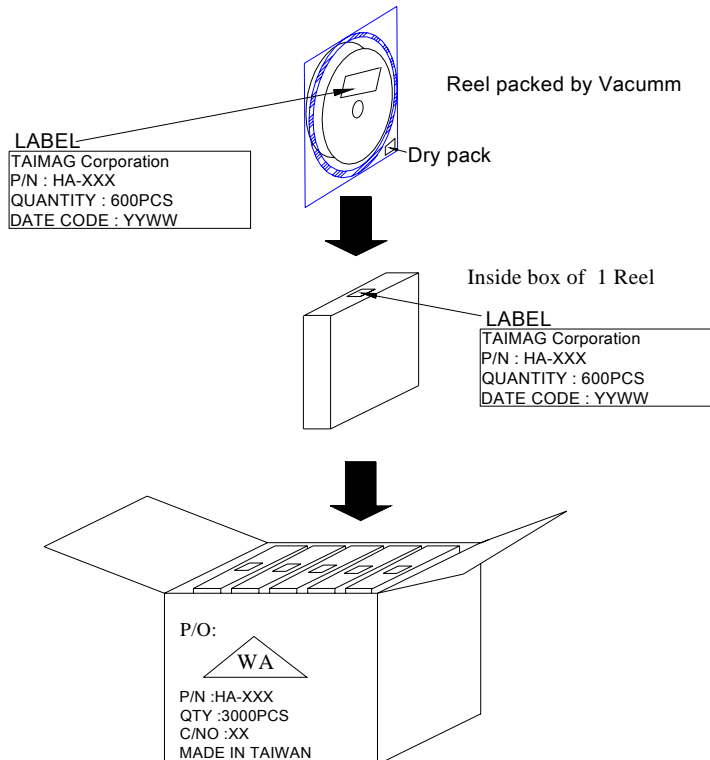 Reel packed by Vacumm
LABEL
TAIMAG Corporation
P/N : HA-XXX
QUANTITY : 600PCS
DATE CODE : YYWW
Dry pack
Inside box of 1 Reel
LABEL
TAIMAG Corporation
P/N : HA-XXX
QUANTITY : 600PCS
DATE CODE : YYWW
P/O:
WA
P/N :HA-XXX
QTY :3000PCS
C/NO :XX
MADE IN TAIWAN